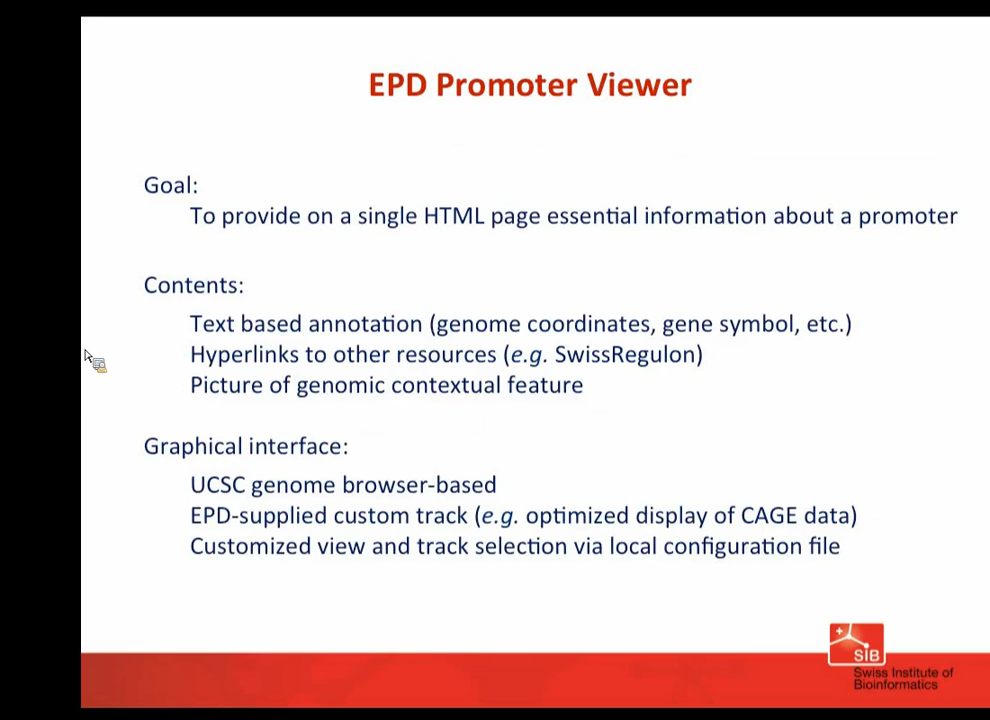 EPD Promoter Viewer
Goal:
To provide on a single HTML page essential information about a promoter
Contents:
Text based annotation (genome coordinates, gene symbol, etc.)
Hyperlinks to other resources (e.g. SwissRegulon)
Picture of genomic contextual feature
Graphical interface:
UCSC genome browser-based
EPD-supplied custom track (e.g. optimized display of CAGE data)
Customized view and track selection via local configuration file
SIB
Swiss Institute of
Bioinformatics